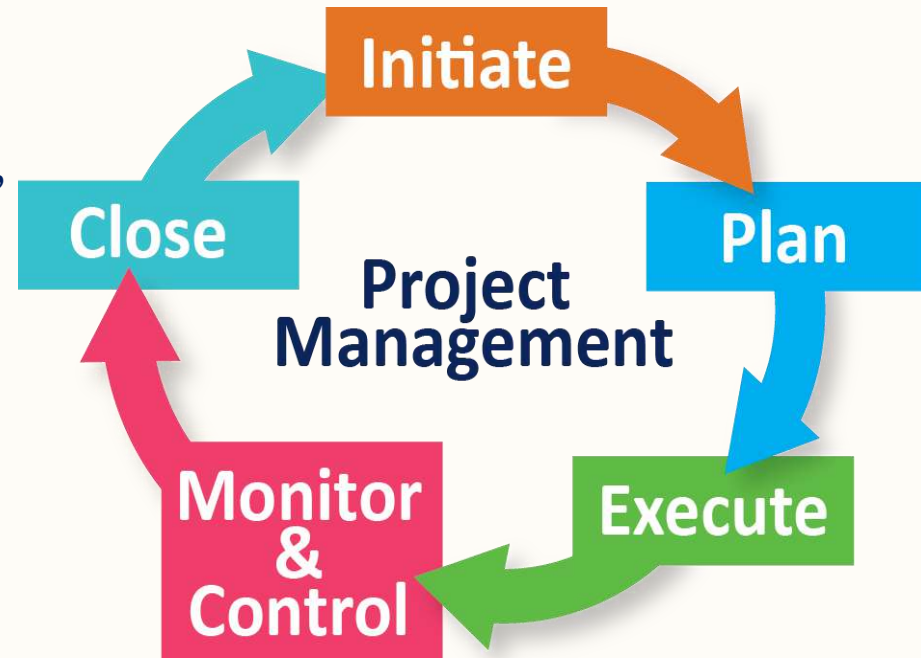 Initiate
Close
Plan
Project
Management
Monitor
&
Control
Execute
,